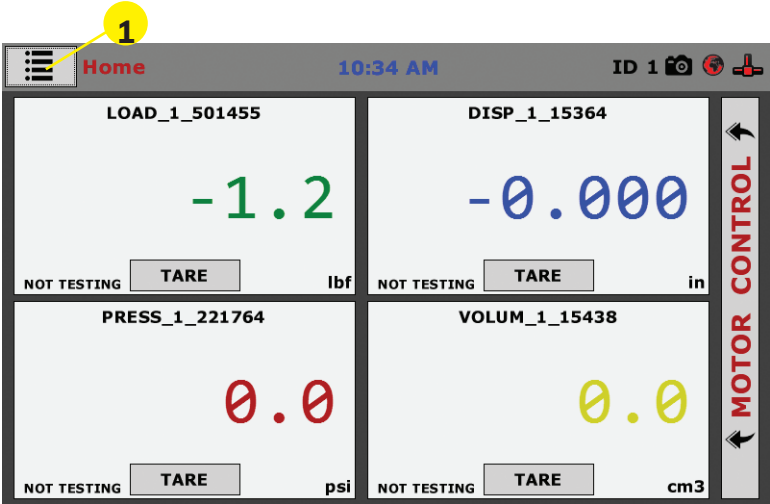 1
Home
10:34 AM
ID 1
LOAD_1_501455
-1.2
NOT TESTING
TARE
lbf
DISP_1_15364
-0.000
NOT TESTING
TARE
in
PRESS_1_221764
0.0
NOT TESTING
TARE
psi
VOLUM_1_15438
0.0
NOT TESTING
TARE
cm3
MOTOR CONTROL